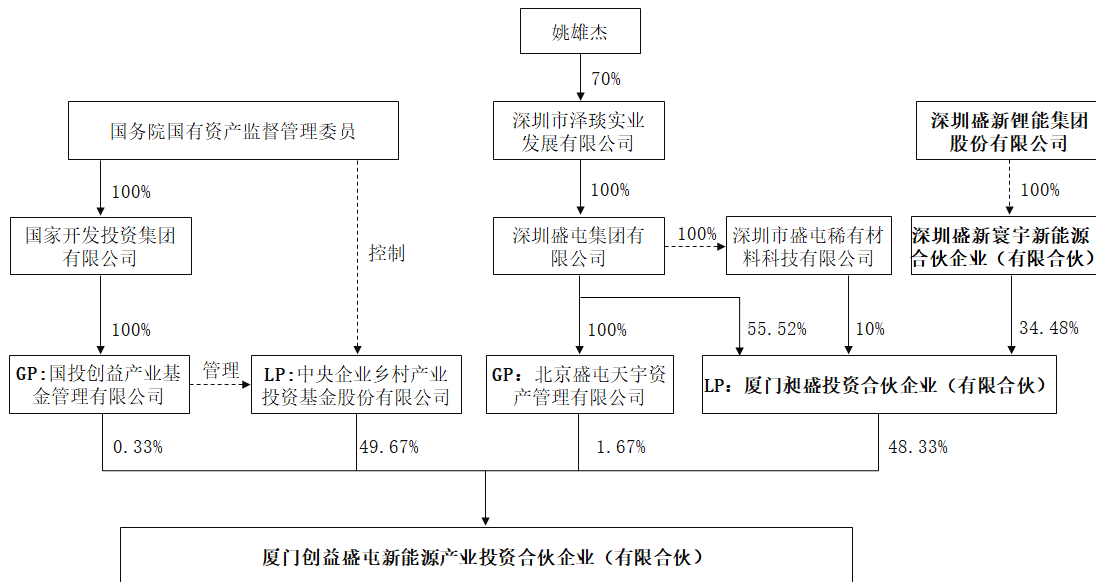 姚雄杰
70%
国务院国有资产监督管理委员
深圳市泽琰实业
发展有限公司
深圳盛新锂能集团
股份有限公司
100%
100%
100%
国家开发投资集团
有限公司
控制
深圳盛屯集团有
限公司
100%
深圳市盛屯稀有材
料科技有限公司
深圳盛新寰宇新能源
合伙企业（有限合伙）
100%
100%
55.52%
10%
34.48%
GP:国投创益产业基
金管理有限公司
管理
LP:中央企业乡村产业
投资基金股份有限公司
GP：北京盛屯天宇资
产管理有限公司
LP：厦门昶盛投资合伙企业（有限合伙）
0.33%
49.67%
1.67%
48.33%
厦门创益盛屯新能源产业投资合伙企业（有限合伙）